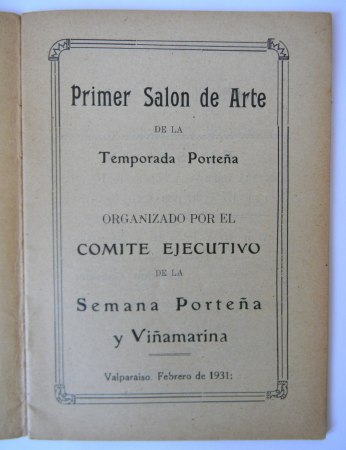 Primer Salon de Arte
DE LA
Temporada Porteña
ORGANIZADO POR EL
COMITE EJECUTIVO
DE LA
Semana Porteña
y Viñamarina
Valparaiso. Febrero de 1931: